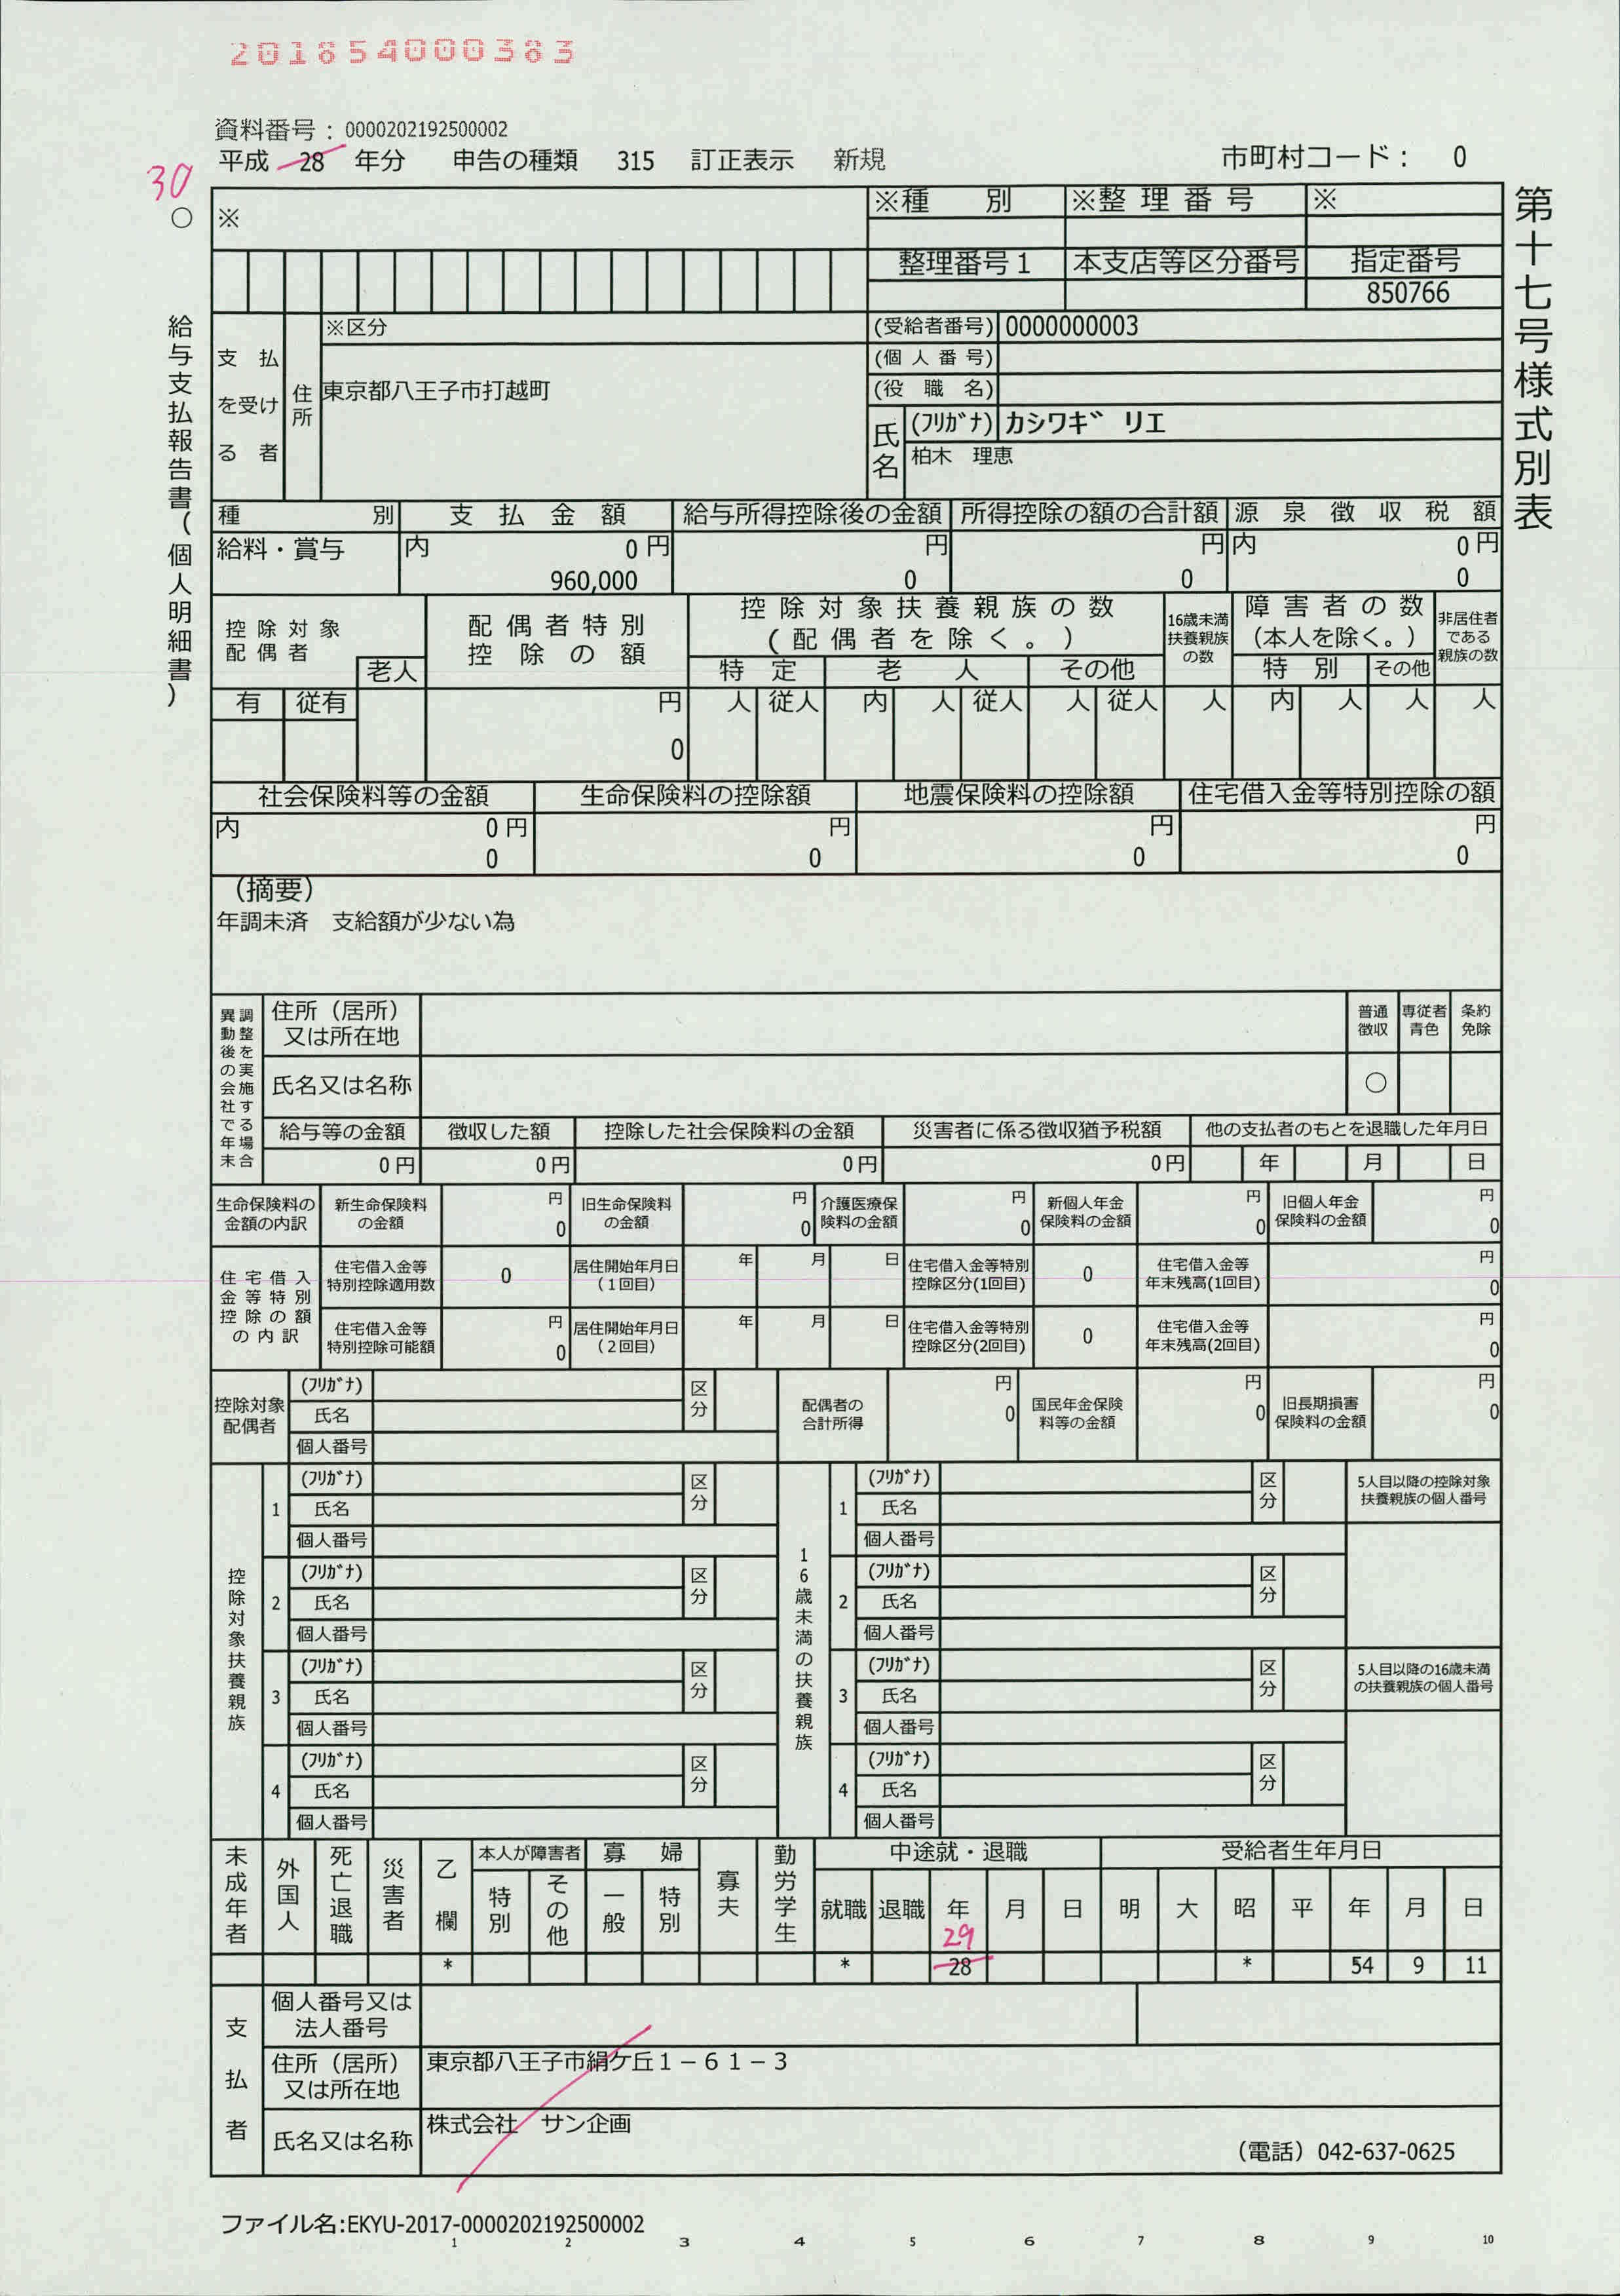 201854000383
資料番号：0000202192500002
平成 28 年分 申告の種類 315 訂正表示 新規 市町村コード： 0
30
○
※ ※種 別 ※整 理 番 号 ※
整理番号1 本支店等区分番号 指定番号
850766
第十七号様式別表
給与支払報告書(個人明細書)
支 払 を受け る 者
住所
※区分
東京都八王子市打越町
(受給者番号) 0000000003
(個 人 番 号)
(役 職 名)
氏名
(ﾌﾘｶﾞﾅ) カシワキ゛ リエ
柏木 理恵
種 別 支 払 金 額 給与所得控除後の金額 所得控除の額の合計額 源 泉 徴 収 税 額
給料・賞与 内 0 円 円 円 内 0 円
960,000 0 0 0
控 除 対 象 配 偶 者 老人
配 偶 者 特 別 控 除 の 額
控 除 対 象 扶 養 親 族 の 数
( 配 偶 者 を 除 く 。 )
16歳未満扶養親族の数
障 害 者 の 数
(本人を除く。)
非居住者である親族の数
特 定 老 人 その他 特 別 その他
有 従有 円 人 従人 内 人 従人 人 従人 人 内 人 人 人
0
社会保険料等の金額 生命保険料の控除額 地震保険料の控除額 住宅借入金等特別控除の額
内 0 円 円 円 円
0 0 0 0
(摘要)
年調未済 支給額が少ない為
異動後の会社で年末調整を実施する場合
住所（居所）又は所在地
普通徴収 専従者青色 条約免除
氏名又は名称 ○
給与等の金額 徴収した額 控除した社会保険料の金額 災害者に係る徴収猶予税額 他の支払者のもとを退職した年月日
0円 0円 0円 0円 年 月 日
生命保険料の金額の内訳 新生命保険料の金額 円 0 旧生命保険料の金額 円 0 介護医療保険料の金額 円 0 新個人年金保険料の金額 円 0 旧個人年金保険料の金額 円 0
住宅借入金等特別控除の額の内訳
住宅借入金等特別控除適用数 0 居住開始年月日(1回目) 年 月 日 住宅借入金等特別控除区分(1回目) 0 住宅借入金等年末残高(1回目) 円 0
住宅借入金等特別控除可能額 円 0 居住開始年月日(2回目) 年 月 日 住宅借入金等特別控除区分(2回目) 0 住宅借入金等年末残高(2回目) 円 0
控除対象配偶者
(ﾌﾘｶﾞﾅ) 区分
氏名
個人番号
配偶者の合計所得 円 0 国民年金保険料等の金額 円 0 旧長期損害保険料の金額 円 0
控除対象扶養親族
1 (ﾌﾘｶﾞﾅ) 区分
氏名
個人番号
2 (ﾌﾘｶﾞﾅ) 区分
氏名
個人番号
3 (ﾌﾘｶﾞﾅ) 区分
氏名
個人番号
4 (ﾌﾘｶﾞﾅ) 区分
氏名
個人番号
16歳未満の扶養親族
1 (ﾌﾘｶﾞﾅ) 区分
氏名
個人番号
2 (ﾌﾘｶﾞﾅ) 区分
氏名
個人番号
3 (ﾌﾘｶﾞﾅ) 区分
氏名
個人番号
4 (ﾌﾘｶﾞﾅ) 区分
氏名
個人番号
5人目以降の控除対象扶養親族の個人番号
5人目以降の16歳未満の扶養親族の個人番号
未成年者 外国人 死亡退職 災害者 乙欄 本人が障害者 寡 婦 寡夫 勤労学生 中途就・退職 受給者生年月日
特別 その他 一般 特別 就職 退職 年 月 日 明 大 昭 平 年 月 日
29
* * 28 * 54 9 11
支払者
個人番号又は法人番号
住所（居所）又は所在地 東京都八王子市絹ケ丘１－６１－３
氏名又は名称 株式会社 サン企画
（電話）042-637-0625
ファイル名:EKYU-2017-0000202192500002
1 2 3 4 5 6 7 8 9 10